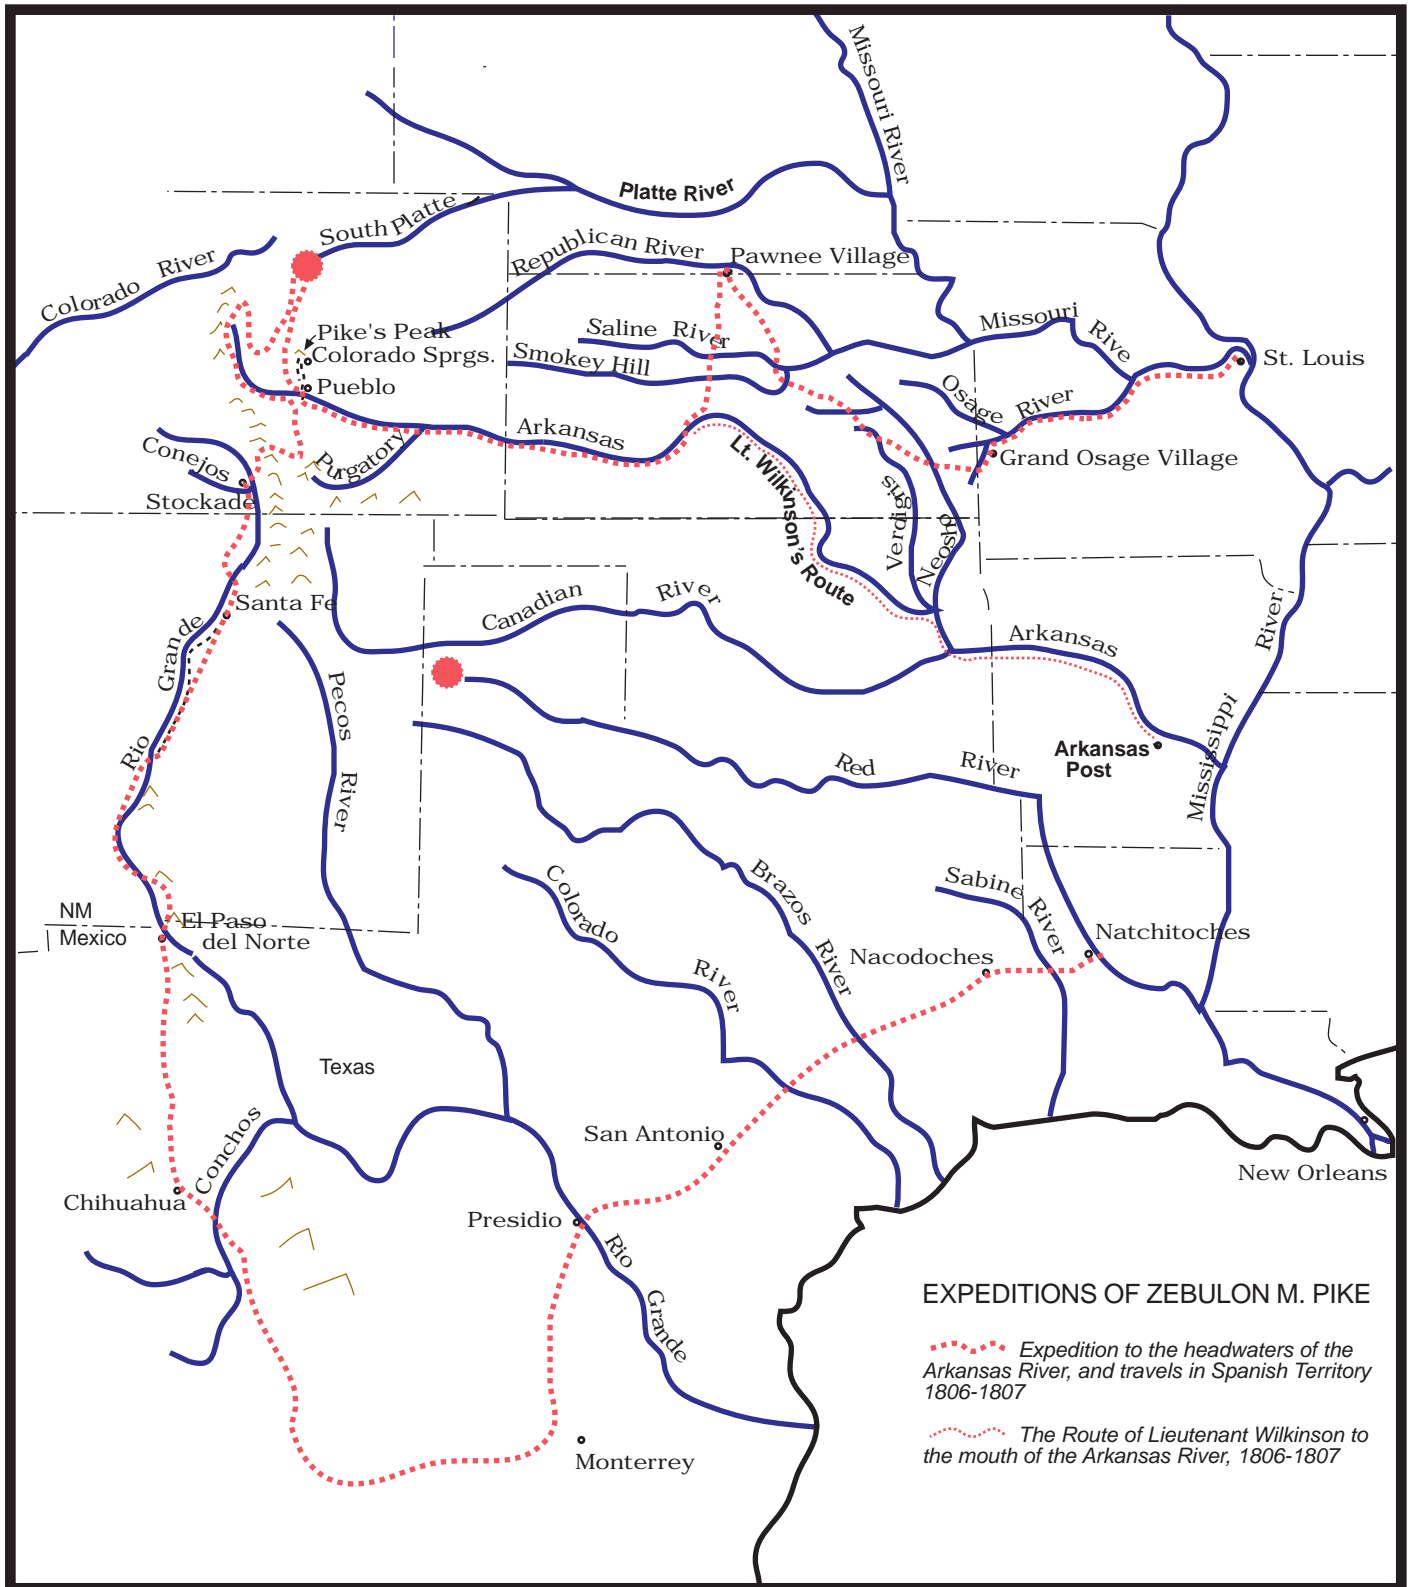 Missouri River
Platte River
South Platte
Colorado River
Republican River
Pawnee Village
Pike's Peak
Colorado Sprgs.
Pueblo
Saline River
Smokey Hill
Missouri
Rive
St. Louis
Osage River
Arkansas
Purgatory
Conejos
Stockade
Grand Osage Village
Lt. Wilkinson's Route
Verdigris
Neosho
Santa Fe
Canadian River
Arkansas
Rio Grande
Pecos River
Red River
Arkansas
Post
Mississippi River
NM
Mexico
El Paso
del Norte
Colorado River
Brazos River
Sabine River
Nacodoches
Natchitoches
Texas
Conchos
Chihuahua
San Antonio
Presidio
Rio Grande
New Orleans
Monterrey
EXPEDITIONS OF ZEBULON M. PIKE
Expedition to the headwaters of the
Arkansas River, and travels in Spanish Territory
1806-1807
The Route of Lieutenant Wilkinson to
the mouth of the Arkansas River, 1806-1807